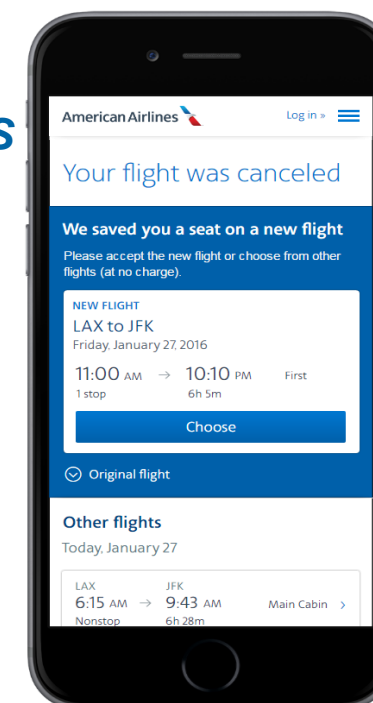 s
American Airlines
Log in »
Your flight was canceled
We saved you a seat on a new flight
Please accept the new flight or choose from other
flights (at no charge).
NEW FLIGHT
LAX to JFK
Friday, January 27, 2016
11:00 AM → 10:10 PM First
1 stop 6h 5m
Choose
Original flight
Other flights
Today, January 27
LAX JFK
6:15 AM → 9:43 AM Main Cabin >
Nonstop 6h 28m